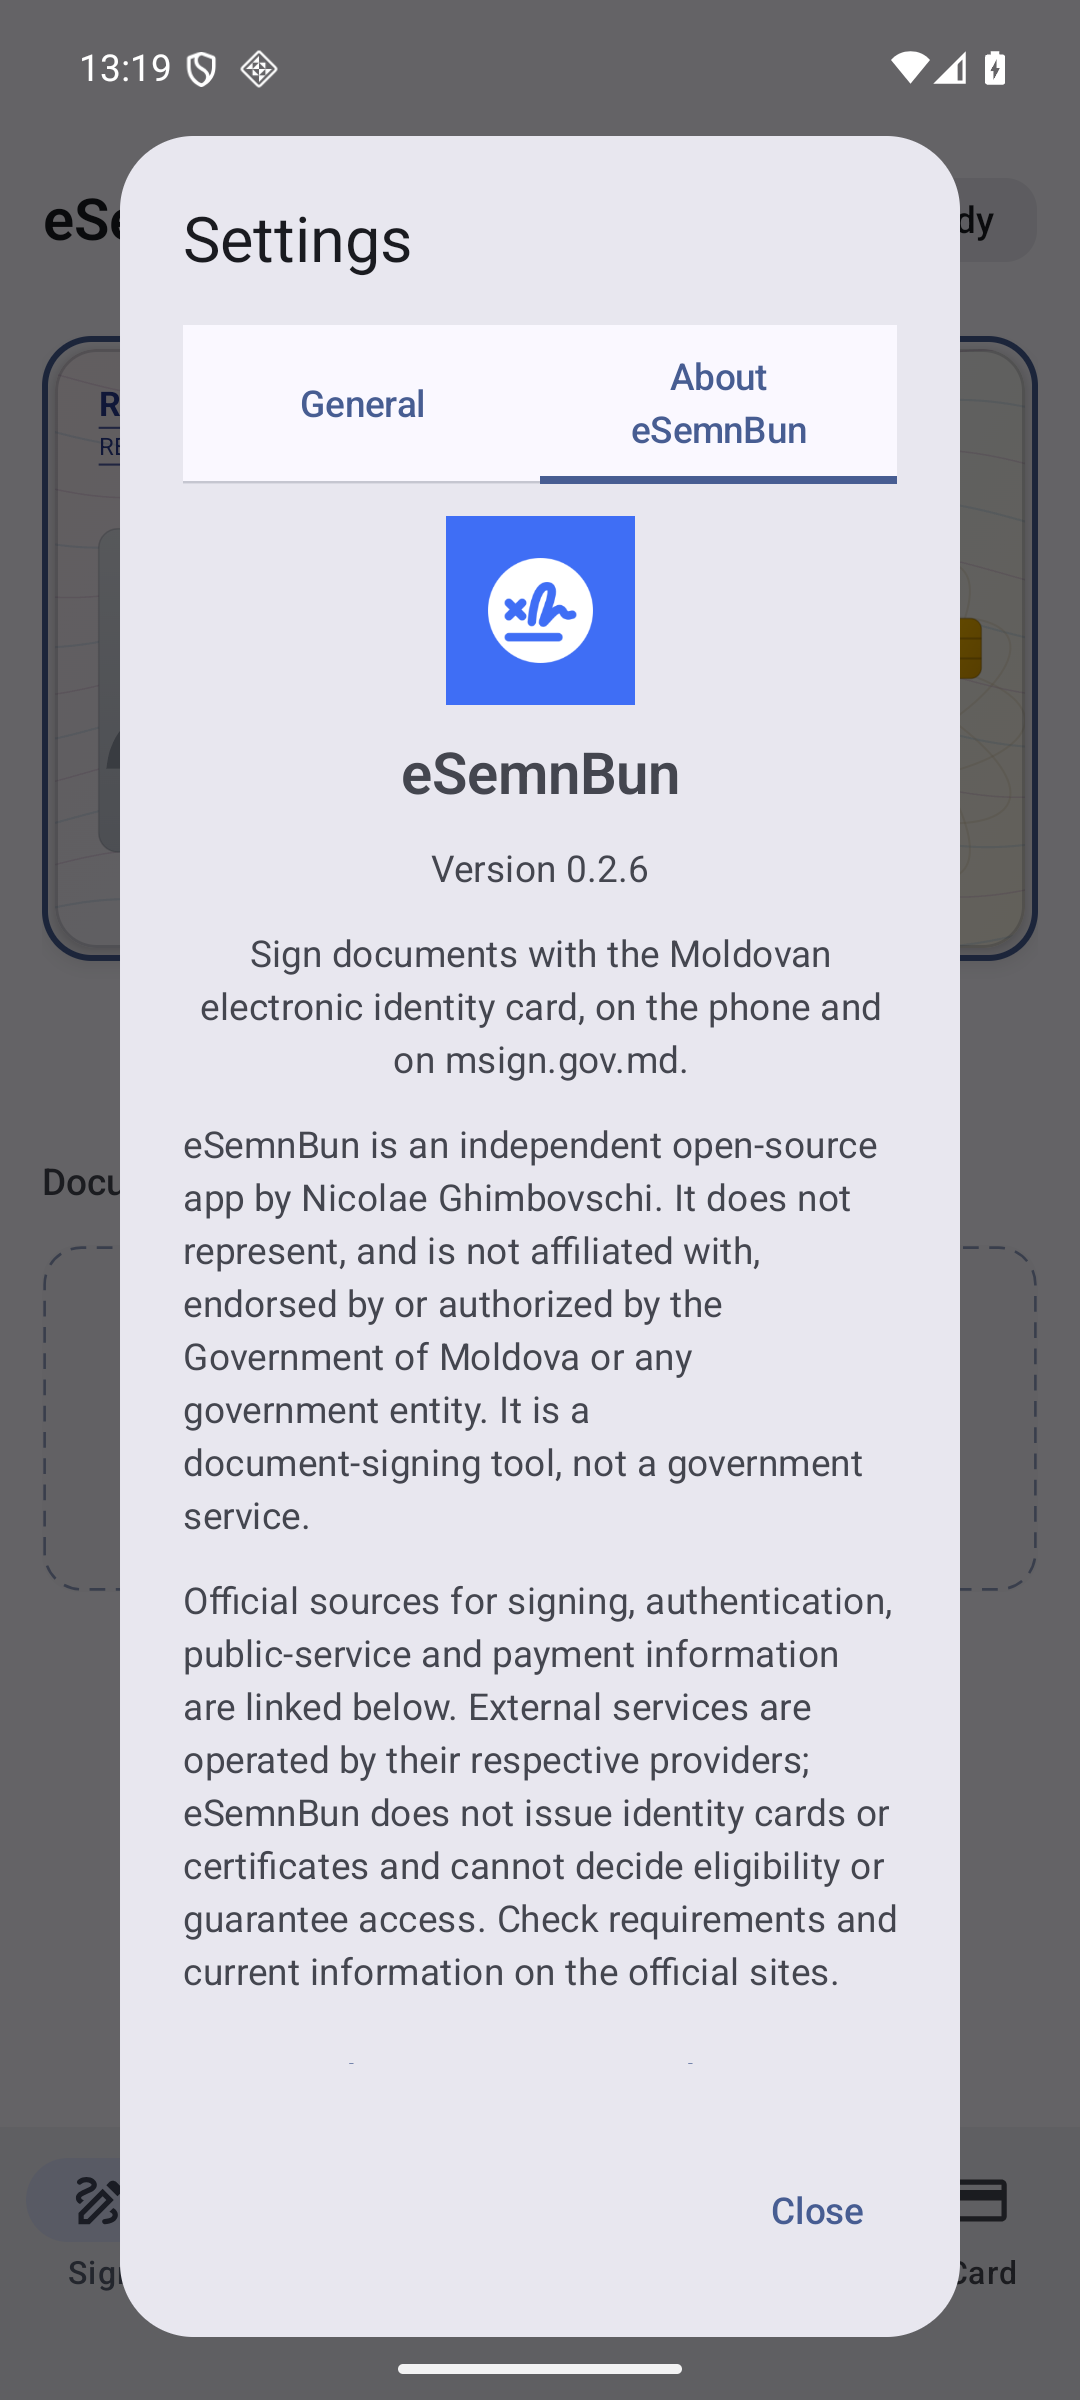 13:19
Settings
General
About
eSemnBun
eSemnBun
Version 0.2.6
Sign documents with the Moldovan
electronic identity card, on the phone and
on msign.gov.md.
eSemnBun is an independent open-source
app by Nicolae Ghimbovschi. It does not
represent, and is not affiliated with,
endorsed by or authorized by the
Government of Moldova or any
government entity. It is a
document-signing tool, not a government
service.
Official sources for signing, authentication,
public-service and payment information
are linked below. External services are
operated by their respective providers;
eSemnBun does not issue identity cards or
certificates and cannot decide eligibility or
guarantee access. Check requirements and
current information on the official sites.
Close
Card